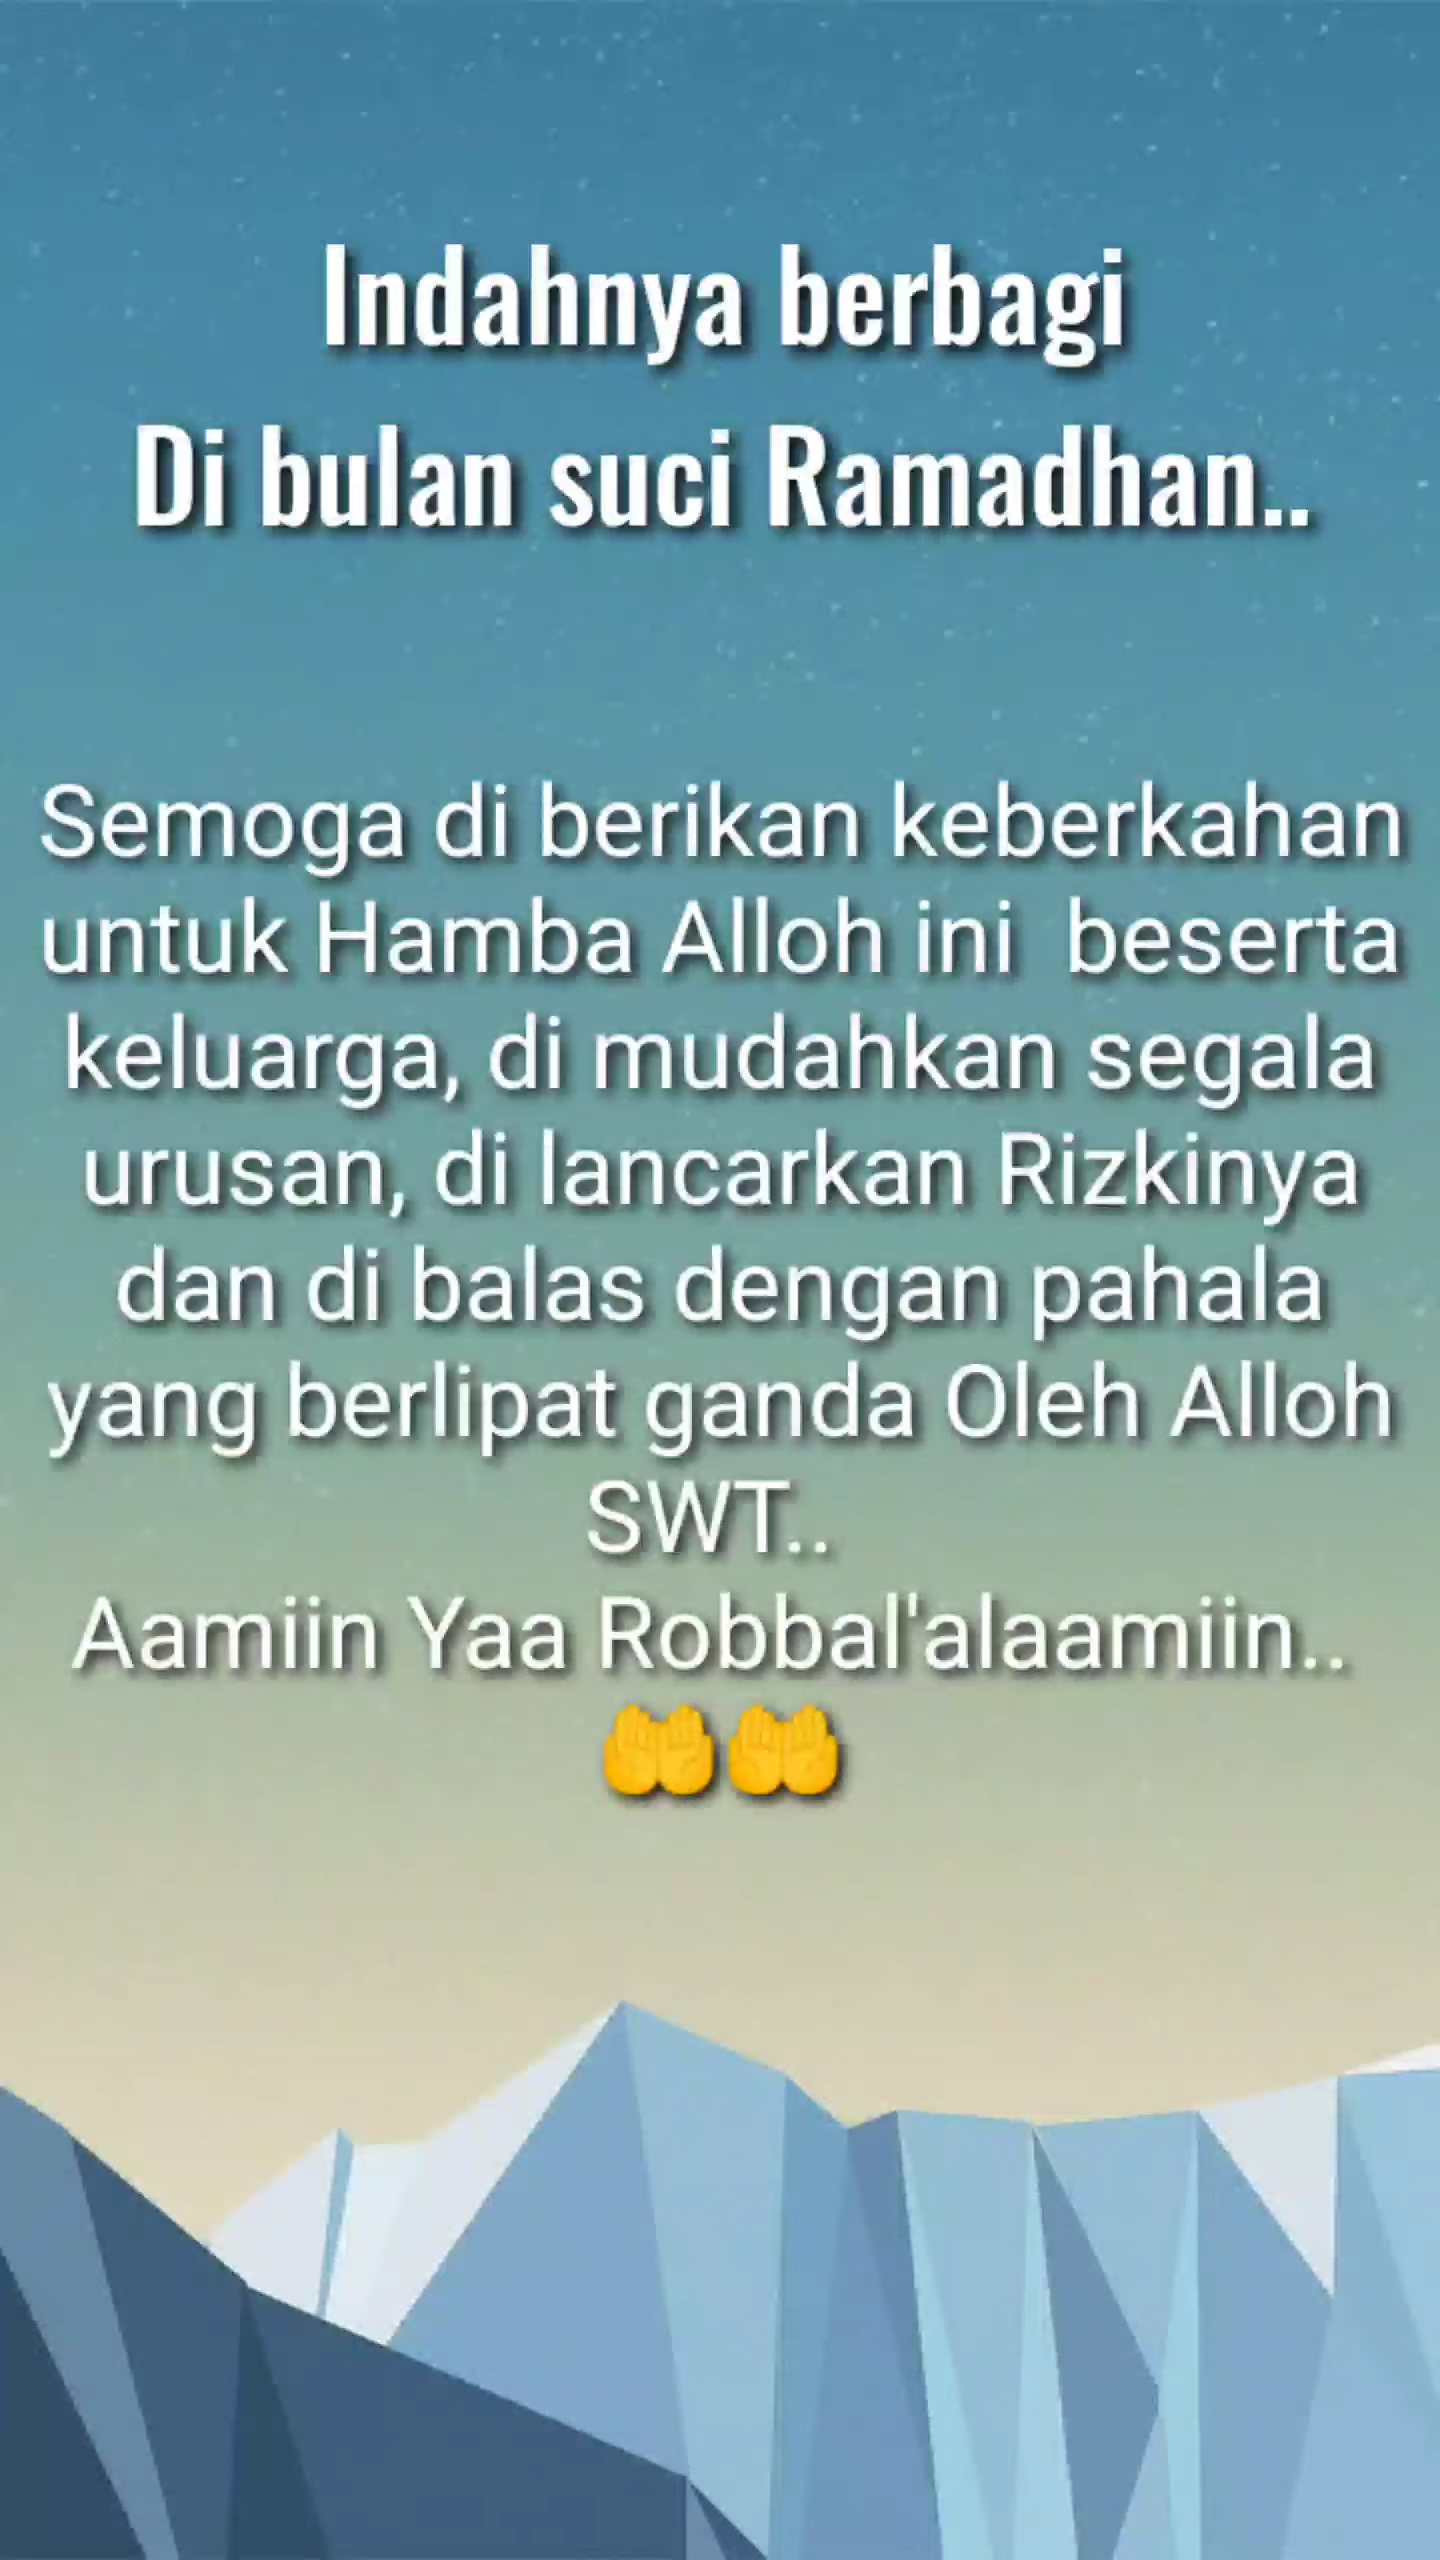 Indahnya berbagi
Di bulan suci Ramadhan..
Semoga di berikan keberkahan
untuk Hamba Alloh ini  beserta
keluarga, di mudahkan segala
urusan, di lancarkan Rizkinya
dan di balas dengan pahala
yang berlipat ganda Oleh Alloh
SWT..
Aamiin Yaa Robbal'alaamiin..
🤲🤲